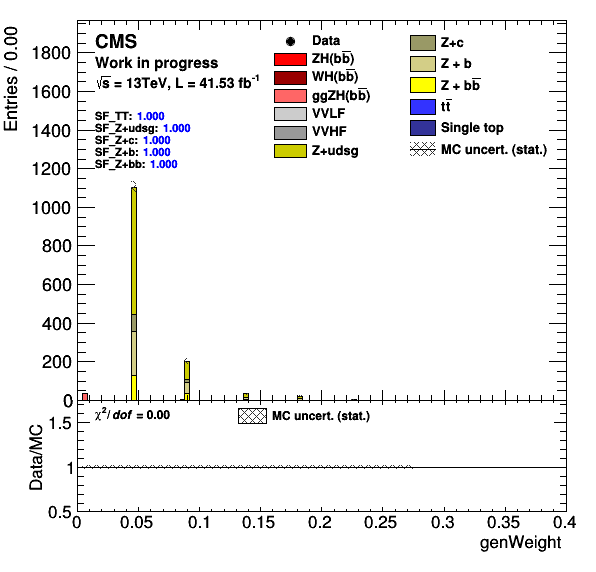 CMS
Work in progress
√s = 13TeV, L = 41.53 fb⁻¹
SF_TT: 1.000
SF_Z+udsg: 1.000
SF_Z+c: 1.000
SF_Z+b: 1.000
SF_Z+bb: 1.000
Data
ZH(bb̅)
WH(bb̅)
ggZH(bb̅)
VVLF
VVHF
Z+udsg
Z+c
Z + b
Z + bb̅
tt̅
Single top
MC uncert. (stat.)
Entries / 0.00
1800
1600
1400
1200
1000
800
600
400
200
0
χ²/dof = 0.00
MC uncert. (stat.)
Data/MC
1.5
1
0.5
0 0.05 0.1 0.15 0.2 0.25 0.3 0.35 0.4
genWeight